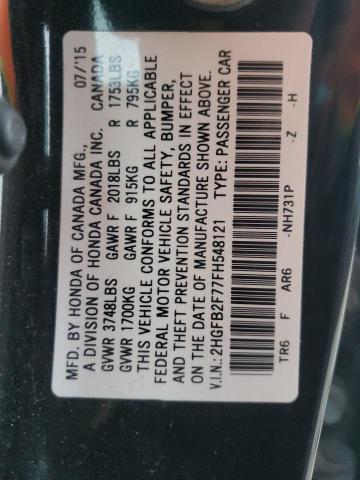 MFD. BY HONDA OF CANADA MFG., 07/'15
A DIVISION OF HONDA CANADA INC. CANADA
GVWR 3748LBS GAWR F 2018LBS R 1753LBS
GVWR 1700KG GAWR F 915KG R 795KG
THIS VEHICLE CONFORMS TO ALL APPLICABLE
FEDERAL MOTOR VEHICLE SAFETY, BUMPER,
AND THEFT PREVENTION STANDARDS IN EFFECT
ON THE DATE OF MANUFACTURE SHOWN ABOVE.
V.I.N.: 2HGFB2F77FH548121 TYPE: PASSENGER CAR
TR6 F AR6 -NH731P -Z -H